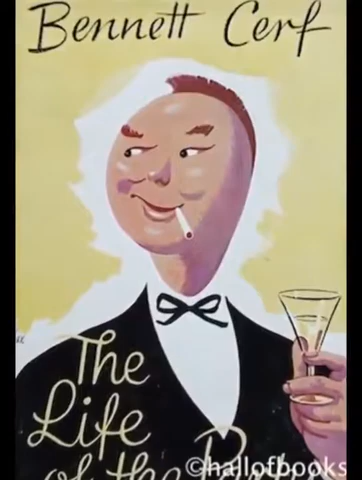 Bennett Cerf
The
Life
of the
©hallofbooks